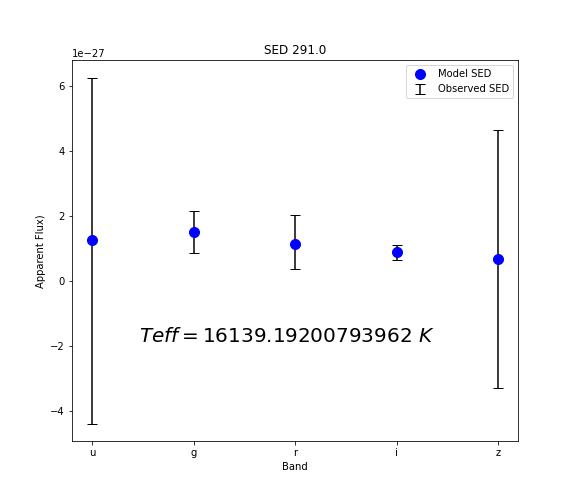 SED 291.0
1e−27
Model SED
Observed SED
6
4
2
0
−2
−4
Apparent Flux)
Teff = 16139.19200793962 K
u g r i z
Band